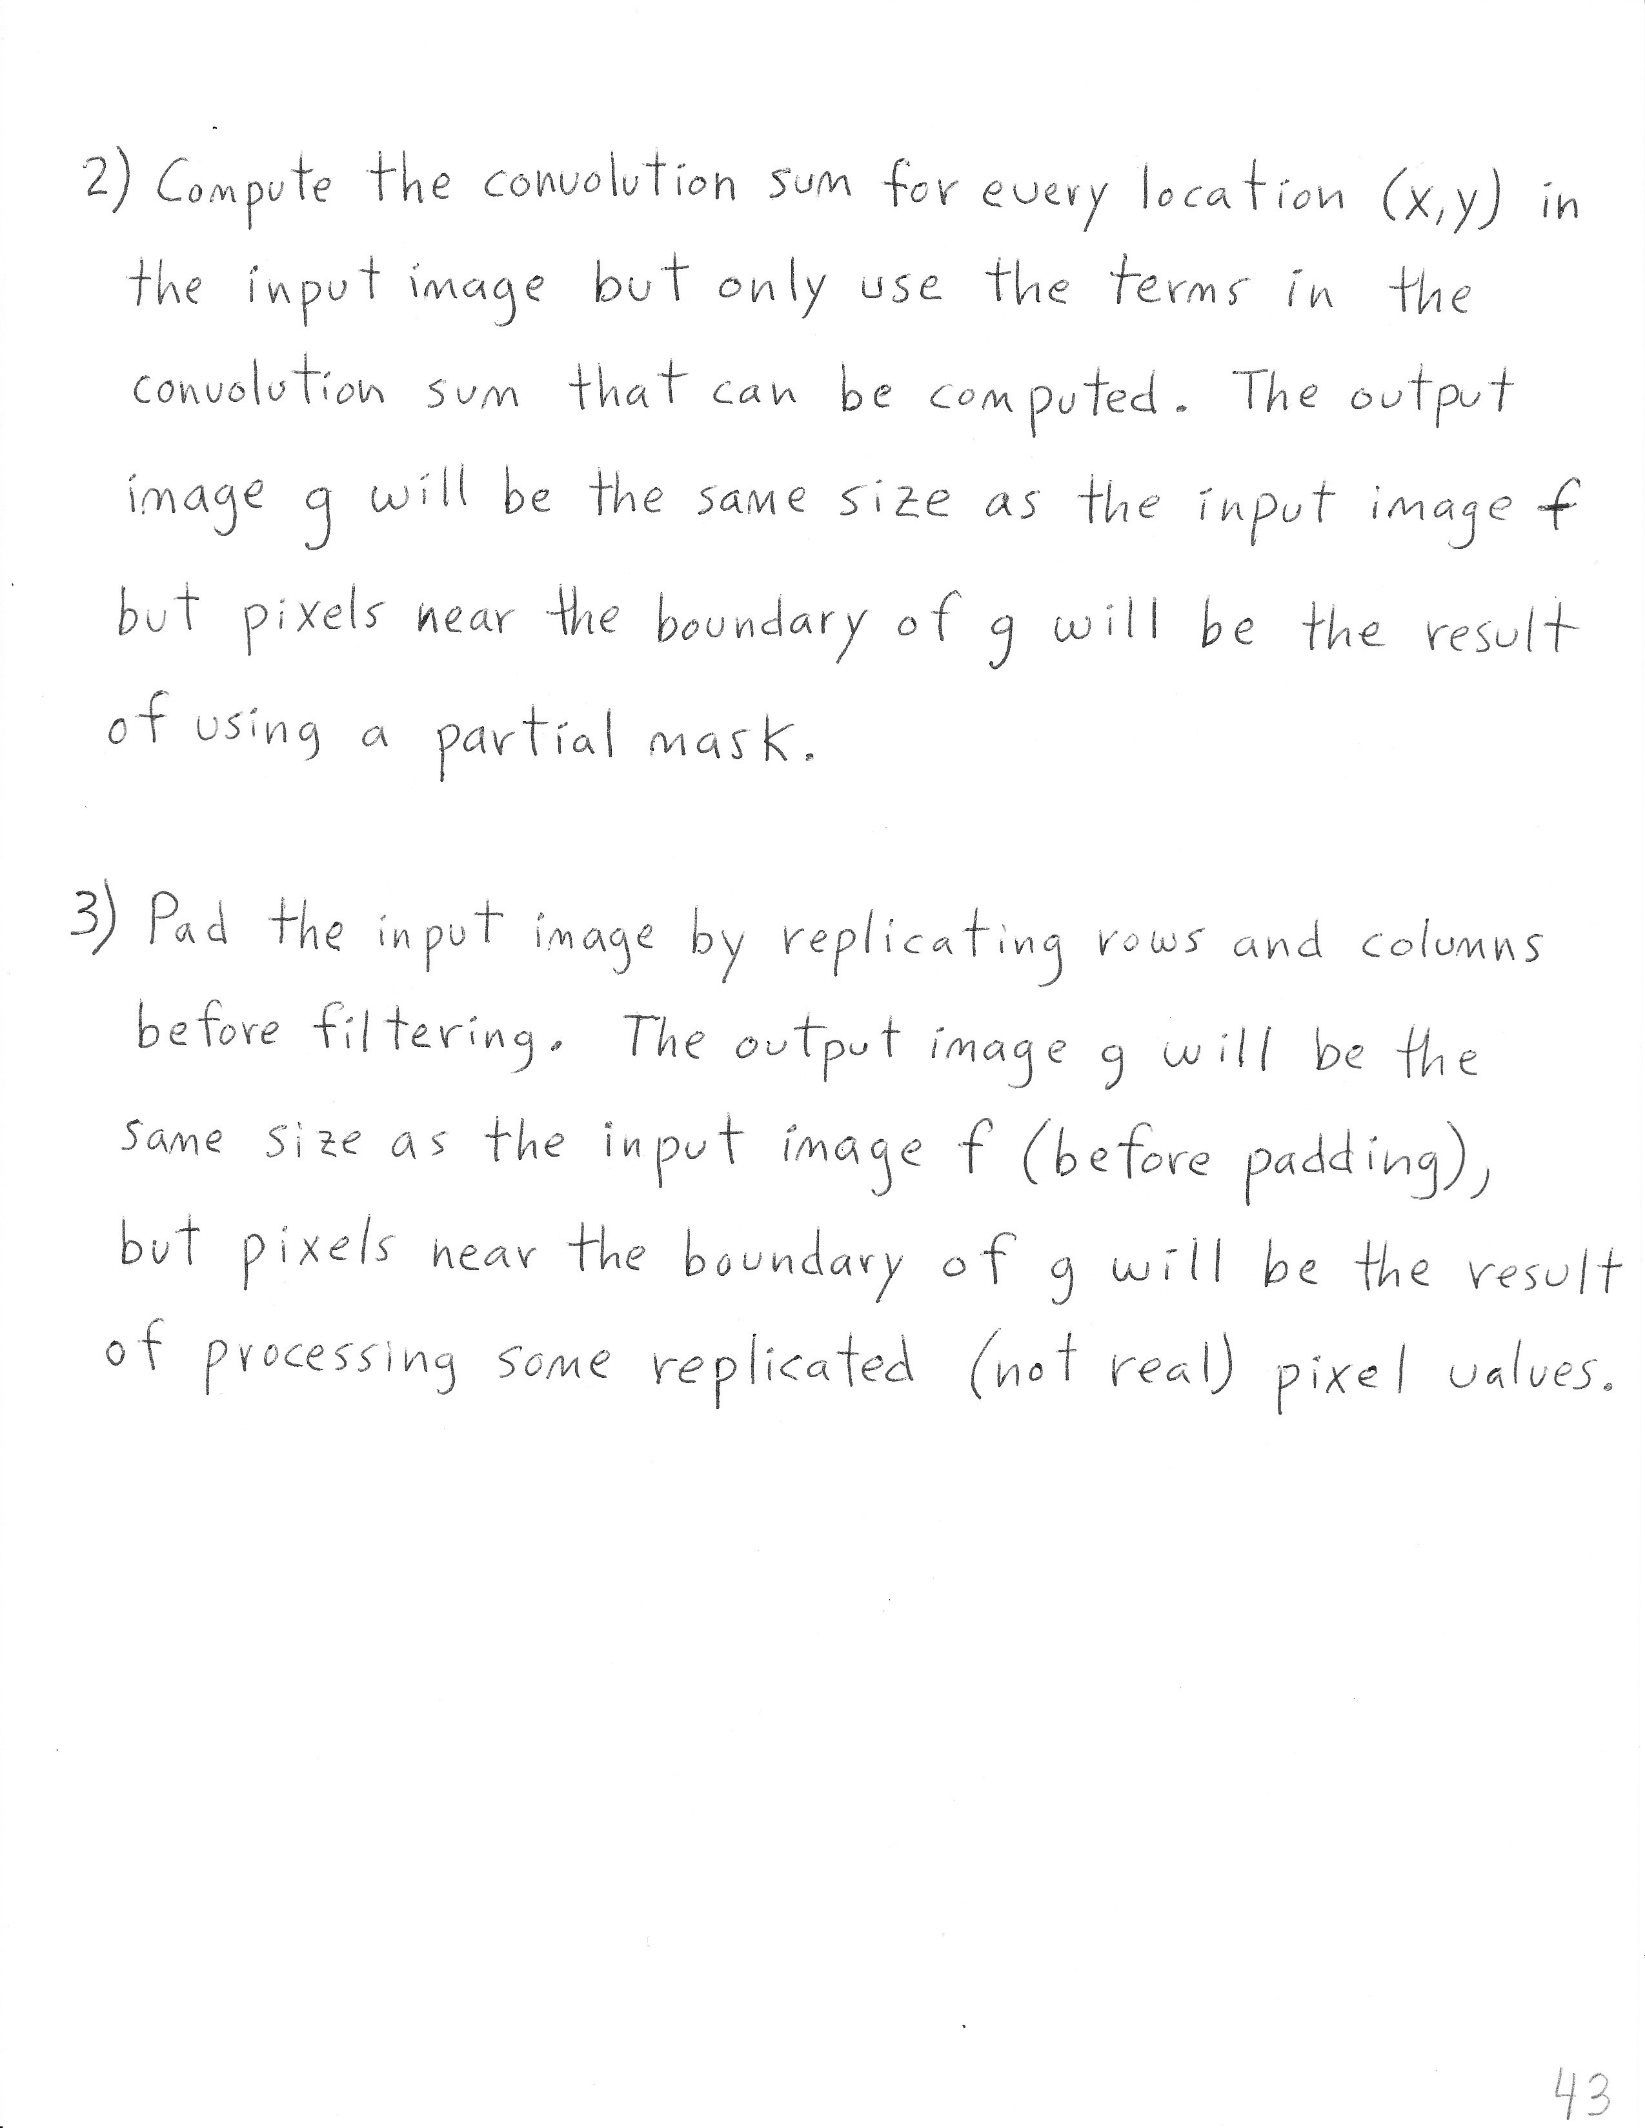 2) Compute the convolution sum for every location (x,y) in
the input image but only use the terms in the
convolution sum that can be computed. The output
image g will be the same size as the input image f
but pixels near the boundary of g will be the result
of using a partial mask.
3) Pad the input image by replicating rows and columns
before filtering. The output image g will be the
same size as the input image f (before padding),
but pixels near the boundary of g will be the result
of processing some replicated (not real) pixel values.
43